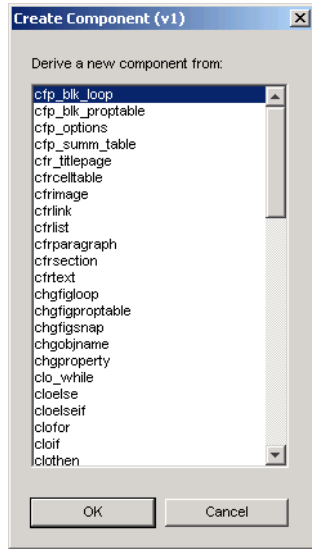 Create Component (v1)
Derive a new component from:
cfp_blk_loop
cfp_blk_proptable
cfp_options
cfp_summ_table
cfr_titlepage
cfrcelltable
cfrimage
cfrlink
cfrlist
cfrparagraph
cfrsection
cfrtext
chgfigloop
chgfigproptable
chgfigsnap
chgobjname
chgproperty
clo_while
cloelse
cloelseif
clofor
cloif
clothen
OK
Cancel